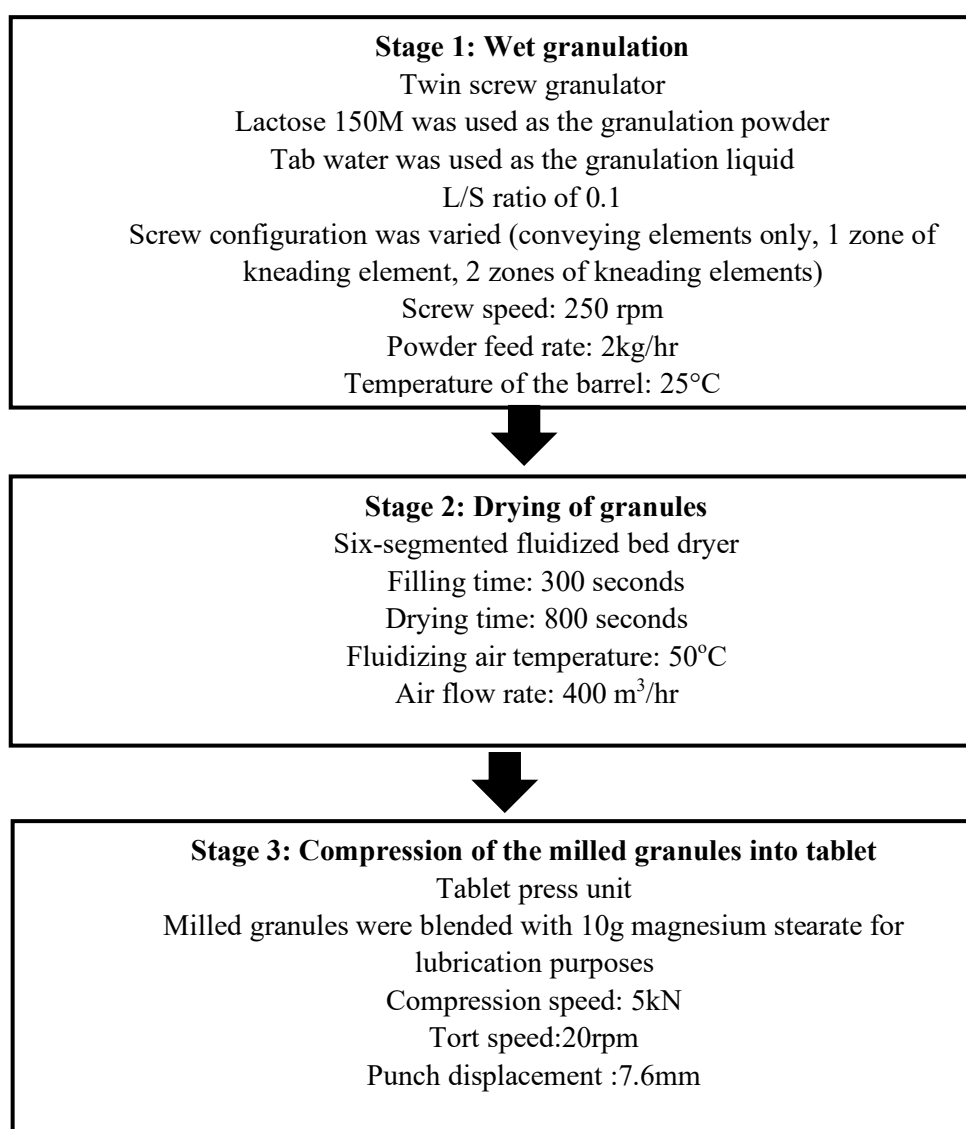 Stage 1: Wet granulation
Twin screw granulator
Lactose 150M was used as the granulation powder
Tab water was used as the granulation liquid
L/S ratio of 0.1
Screw configuration was varied (conveying elements only, 1 zone of
kneading element, 2 zones of kneading elements)
Screw speed: 250 rpm
Powder feed rate: 2kg/hr
Temperature of the barrel: 25°C
Stage 2: Drying of granules
Six-segmented fluidized bed dryer
Filling time: 300 seconds
Drying time: 800 seconds
Fluidizing air temperature: 50°C
Air flow rate: 400 m³/hr
Stage 3: Compression of the milled granules into tablet
Tablet press unit
Milled granules were blended with 10g magnesium stearate for
lubrication purposes
Compression speed: 5kN
Tort speed:20rpm
Punch displacement :7.6mm